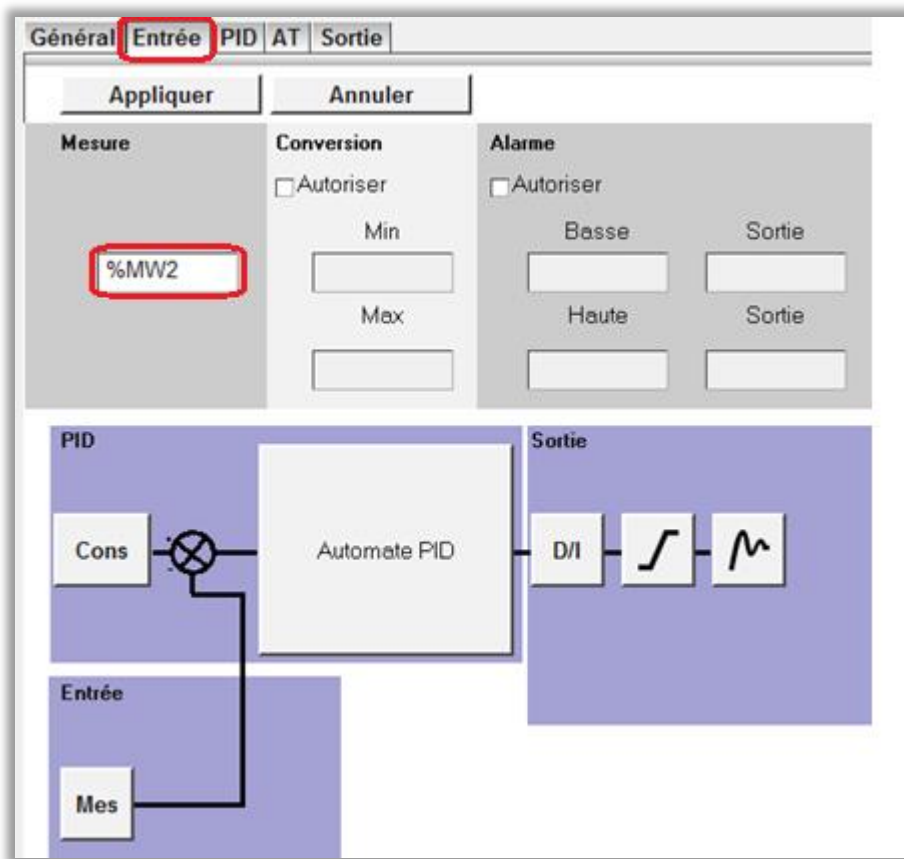 Général Entrée PID AT Sortie
Appliquer Annuler
Mesure Conversion Alarme
Autoriser Autoriser
Min Basse Sortie
%MW2
Max Haute Sortie
PID Sortie
Cons Automate PID D/I
Entrée
Mes